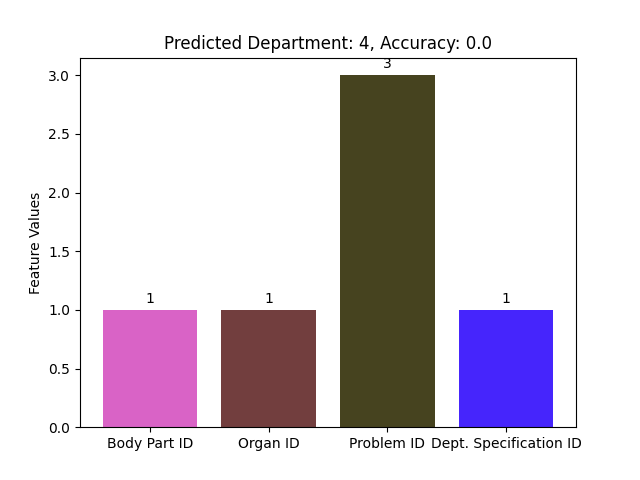 Predicted Department: 4, Accuracy: 0.0
3
3.0
2.5
2.0
1.5
1.0
0.5
0.0
Feature Values
1
1
1
Body Part ID
Organ ID
Problem ID
Dept. Specification ID